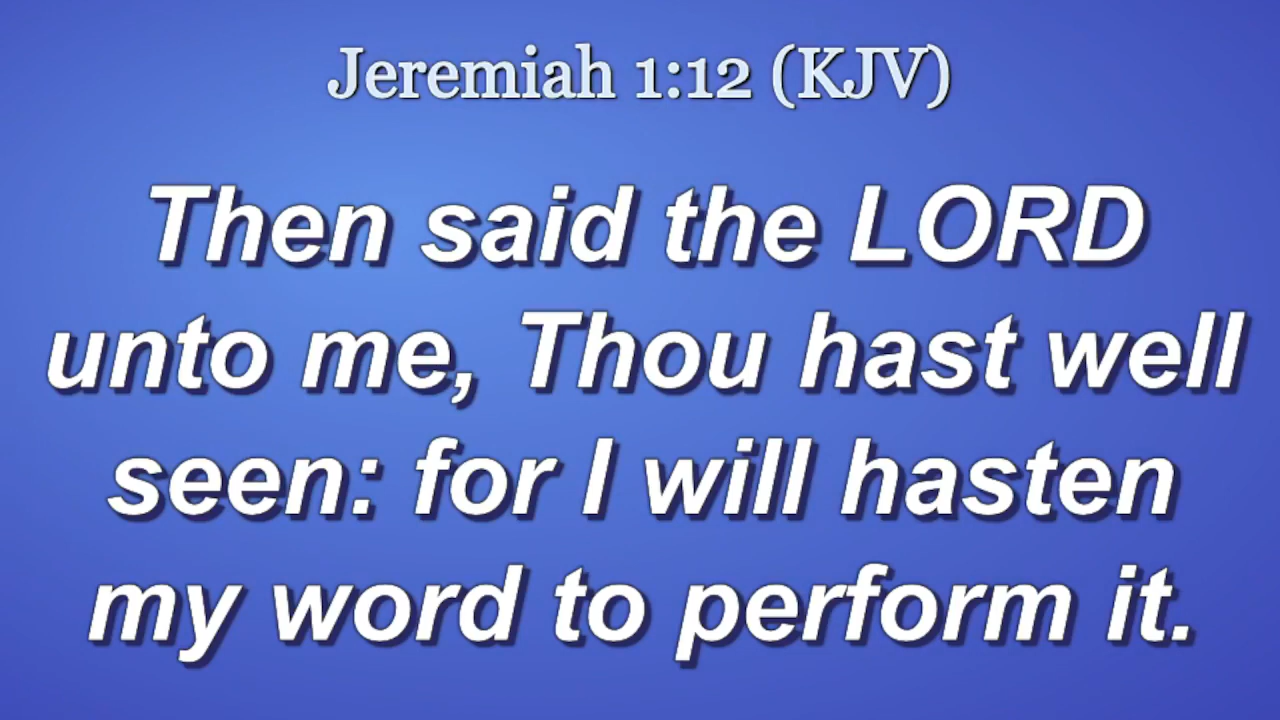 Jeremiah 1:12 (KJV)
Then said the LORD
unto me, Thou hast well
seen: for I will hasten
my word to perform it.